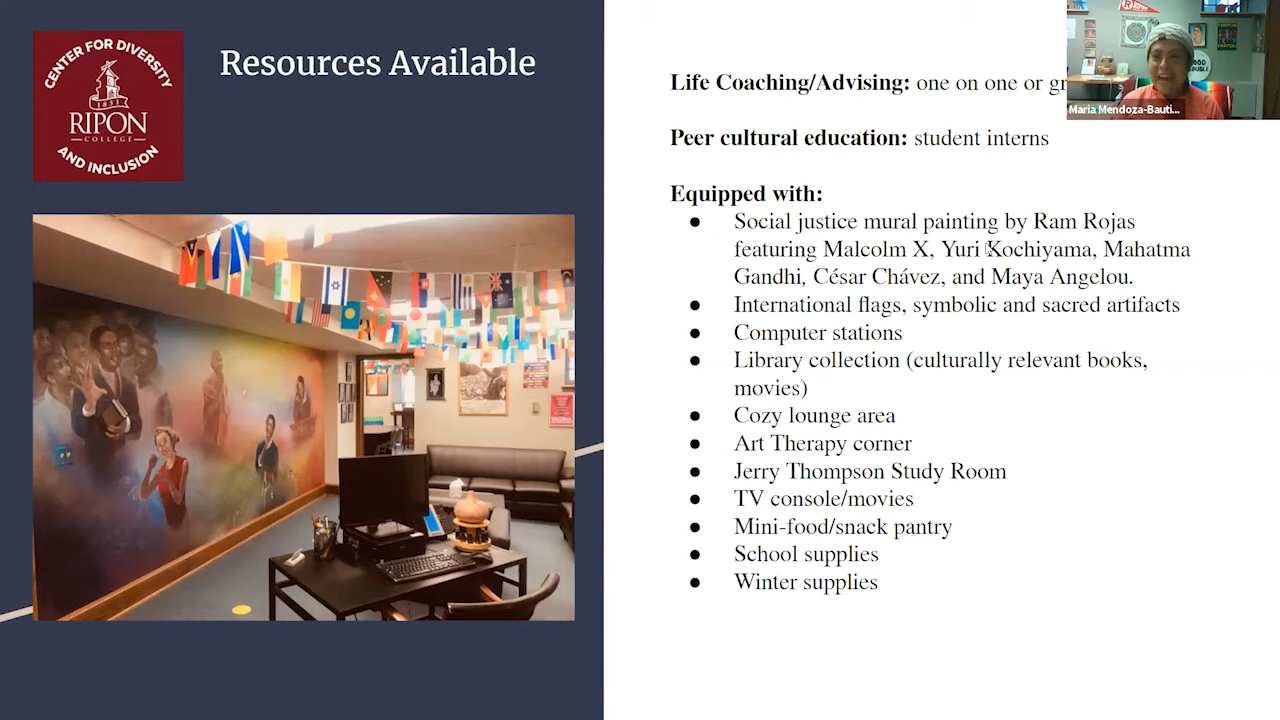 CENTER FOR DIVERSITY
1851
RIPON
COLLEGE
AND INCLUSION
Resources Available
Life Coaching/Advising: one on one or gr
Peer cultural education: student interns
Equipped with:
● Social justice mural painting by Ram Rojas
featuring Malcolm X, Yuri Kochiyama, Mahatma
Gandhi, César Chávez, and Maya Angelou.
● International flags, symbolic and sacred artifacts
● Computer stations
● Library collection (culturally relevant books,
movies)
● Cozy lounge area
● Art Therapy corner
● Jerry Thompson Study Room
● TV console/movies
● Mini-food/snack pantry
● School supplies
● Winter supplies
Ripon
GOOD
TROUBLE
Maria Mendoza-Bauti...